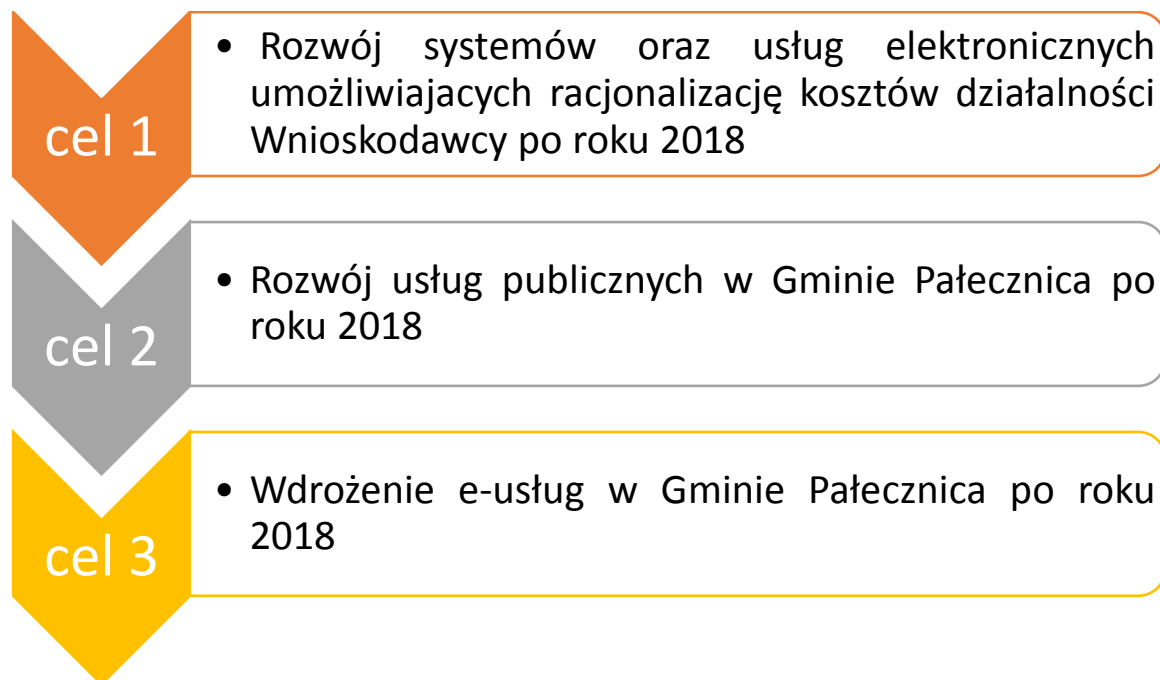 cel 1
• Rozwój systemów oraz usług elektronicznych
umożliwiajacych racjonalizację kosztów działalności
Wnioskodawcy po roku 2018
cel 2
• Rozwój usług publicznych w Gminie Pałecznica po
roku 2018
cel 3
• Wdrożenie e-usług w Gminie Pałecznica po roku
2018